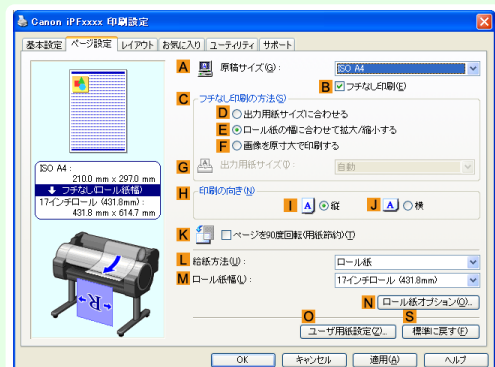 Canon iPFxxxx 印刷設定
基本設定 ページ設定 レイアウト お気に入り ユーティリティ サポート
A 原稿サイズ(G): ISO A4
B フチなし印刷(E)
C フチなし印刷の方法(S)
D 出力用紙サイズに合わせる
E ロール紙の幅に合わせて拡大/縮小する
F 画像を原寸大で印刷する
G 出力用紙サイズ(I): 自動
ISO A4 :
210.0 mm x 297.0 mm
フチなし(ロール紙幅)
17インチロール (431.8mm) :
431.8 mm x 614.7 mm
H 印刷の向き(N)
I A 縦 J A 横
K ページを90度回転(用紙節約)(T)
L 給紙方法(U): ロール紙
M ロール紙幅(L): 17インチロール (431.8mm)
N ロール紙オプション(O)...
O S
ユーザ用紙設定(Z)... 標準に戻す(F)
R
OK キャンセル 適用(A) ヘルプ